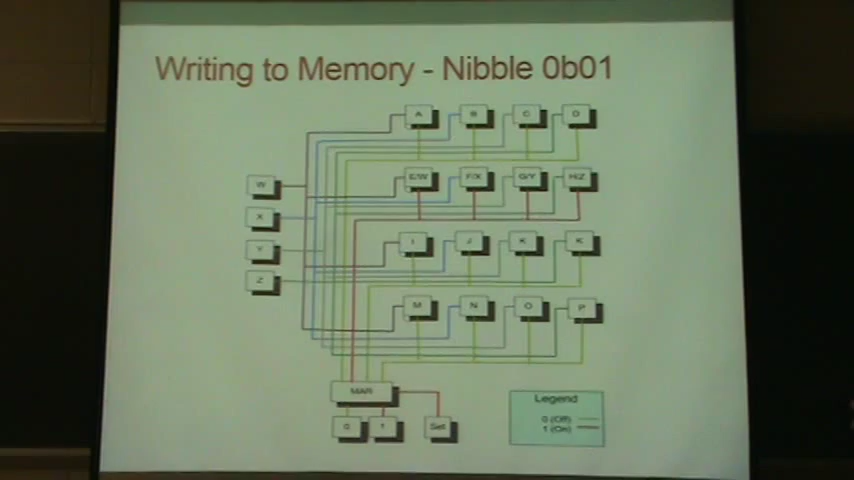 Writing to Memory - Nibble 0b01
A B C D
E/W F/X G/Y H/Z
W
X
Y
Z
I J K K
M N O P
MAR
0 1 Set
Legend
0 (Off)
1 (On)